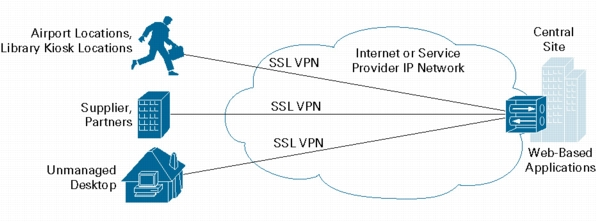 Airport Locations,
Library Kiosk Locations
SSL VPN
Internet or Service
Provider IP Network
Central
Site
Supplier,
Partners
SSL VPN
Unmanaged
Desktop
SSL VPN
Web-Based
Applications